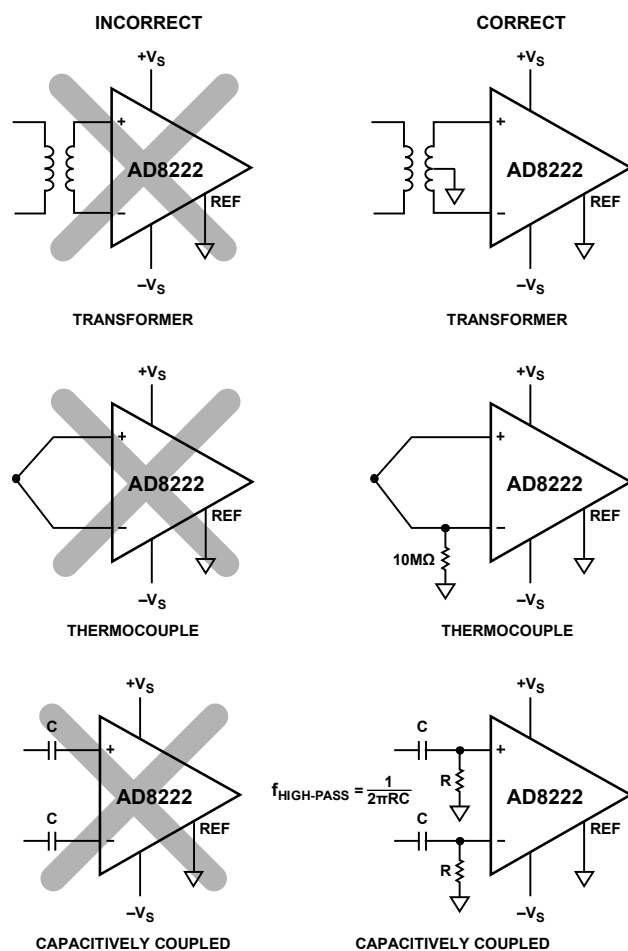 INCORRECT
CORRECT
+VS
+
AD8222
−
REF
−VS
TRANSFORMER
+VS
+
AD8222
−
REF
−VS
TRANSFORMER
+VS
+
AD8222
−
REF
−VS
THERMOCOUPLE
+VS
+
AD8222
−
REF
10MΩ
−VS
THERMOCOUPLE
+VS
C
+
AD8222
C
−
REF
−VS
CAPACITIVELY COUPLED
+VS
C
+
R
fHIGH-PASS = 1/2πRC
AD8222
C
−
REF
R
−VS
CAPACITIVELY COUPLED